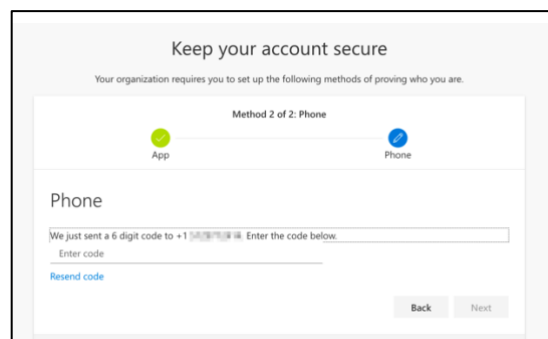 Keep your account secure
Your organization requires you to set up the following methods of proving who you are.
Method 2 of 2: Phone
App
Phone
Phone
We just sent a 6 digit code to +1 Enter the code below.
Enter code
Resend code
Back
Next